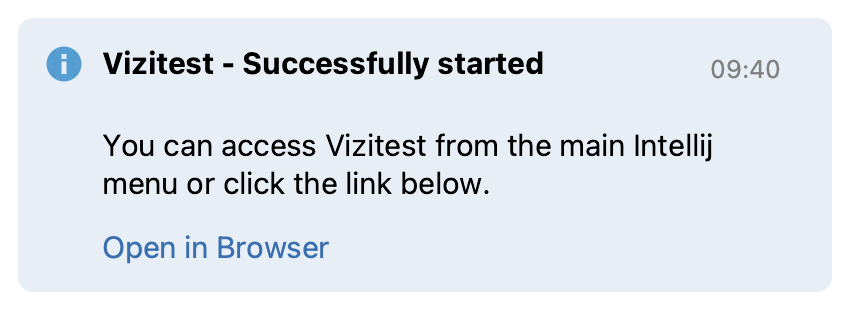 Vizitest - Successfully started
09:40
You can access Vizitest from the main Intellij
menu or click the link below.
Open in Browser